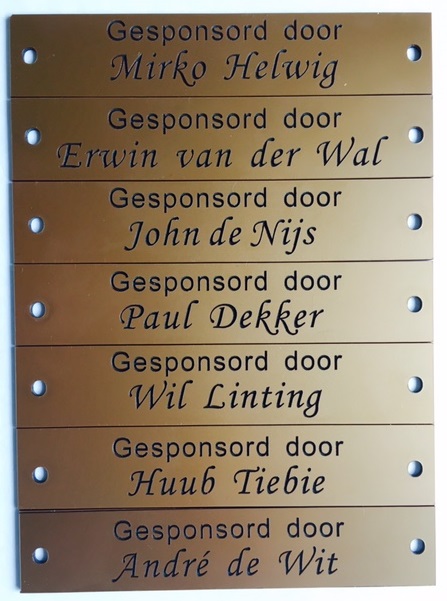 Gesponsord door
Mirko Helwig
Gesponsord door
Erwin van der Wal
Gesponsord door
John de Nijs
Gesponsord door
Paul Dekker
Gesponsord door
Wil Linting
Gesponsord door
Huub Tiebie
Gesponsord door
André de Wit